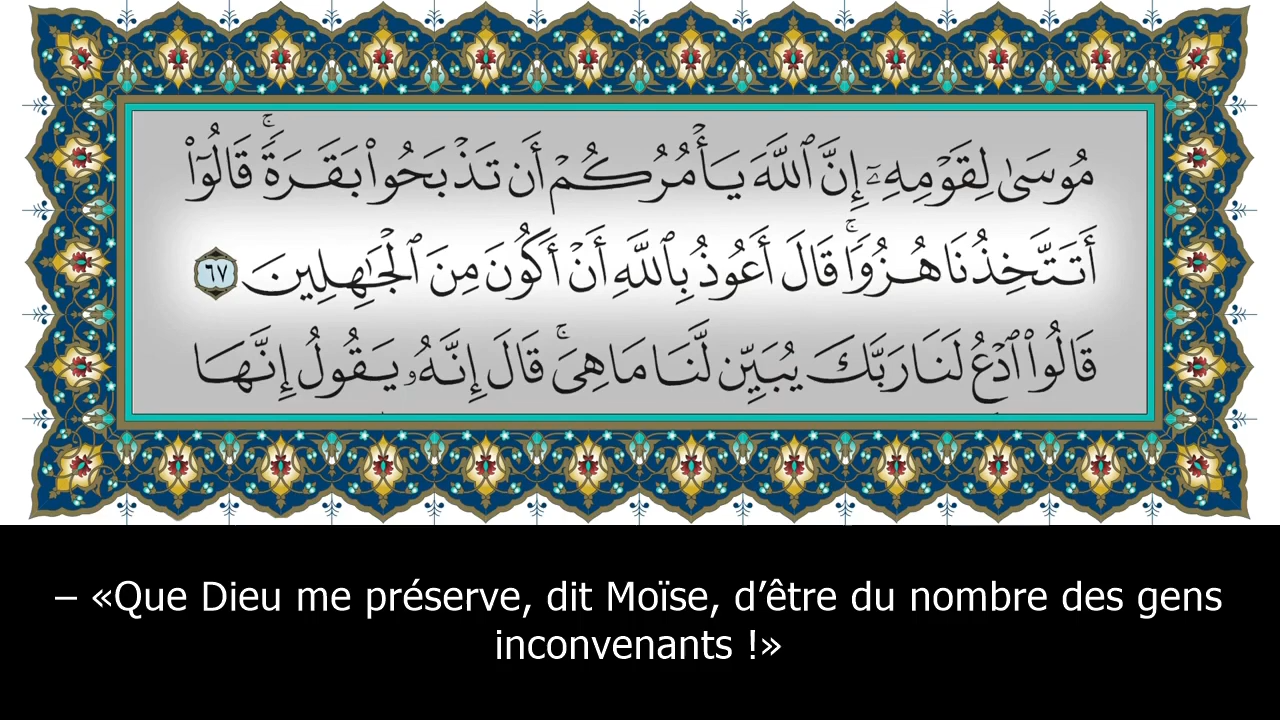 مُوسَىٰ لِقَوْمِهِۦٓ إِنَّ ٱللَّهَ يَأْمُرُكُمْ أَن تَذْبَحُوا۟ بَقَرَةًۖ قَالُوٓا۟
أَتَتَّخِذُنَا هُزُوًاۖ قَالَ أَعُوذُ بِٱللَّهِ أَنْ أَكُونَ مِنَ ٱلْجَٰهِلِينَ ٦٧
قَالُوا۟ ٱدْعُ لَنَا رَبَّكَ يُبَيِّن لَّنَا مَا هِىَۚ قَالَ إِنَّهُۥ يَقُولُ إِنَّهَا
– «Que Dieu me préserve, dit Moïse, d’être du nombre des gens
inconvenants !»